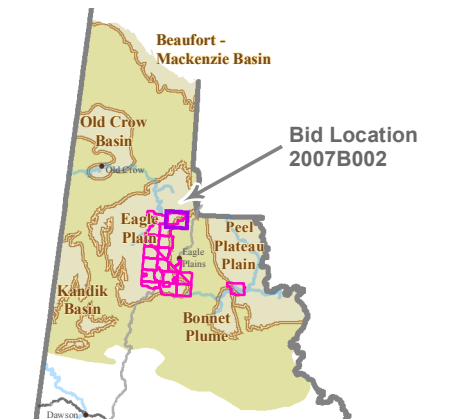 Beaufort -
Mackenzie Basin
Old Crow
Basin
Old Crow
Bid Location
2007B002
Eagle
Plain
Peel
Plateau
Plain
Eagle
Plains
Kandik
Basin
Bonnet
Plume
Dawson